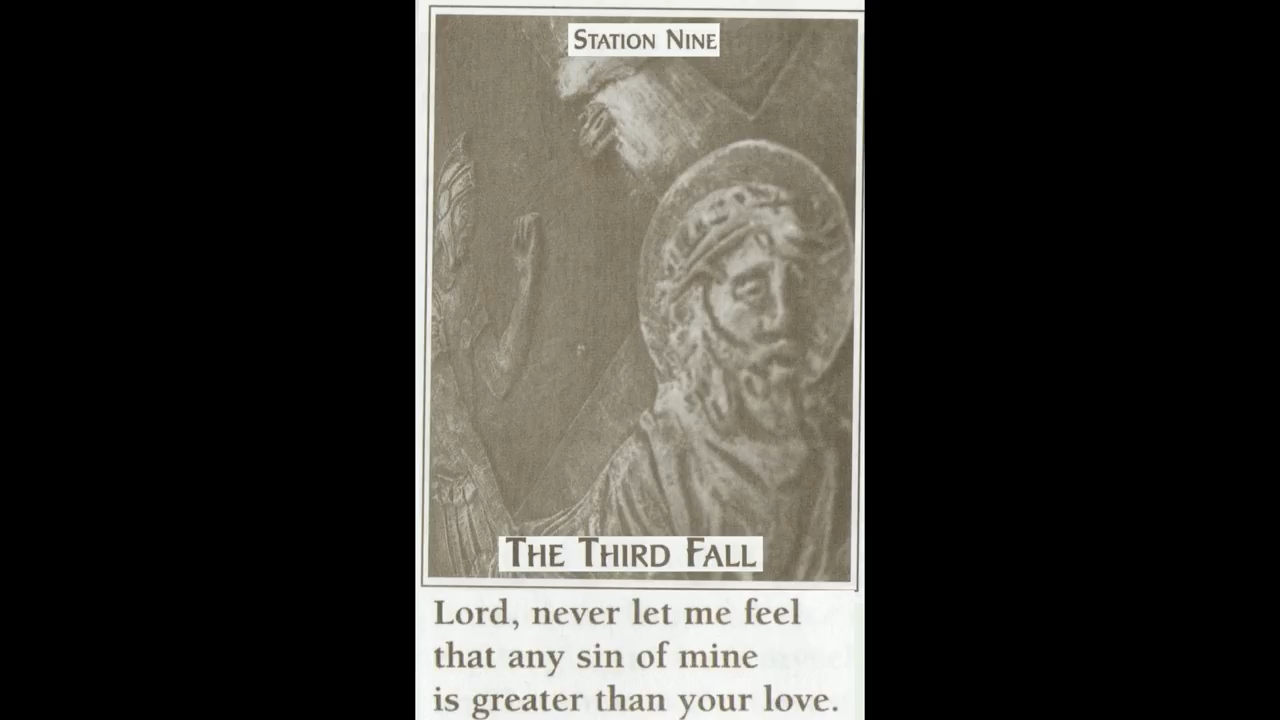 Station Nine
The Third Fall
Lord, never let me feel
that any sin of mine
is greater than your love.